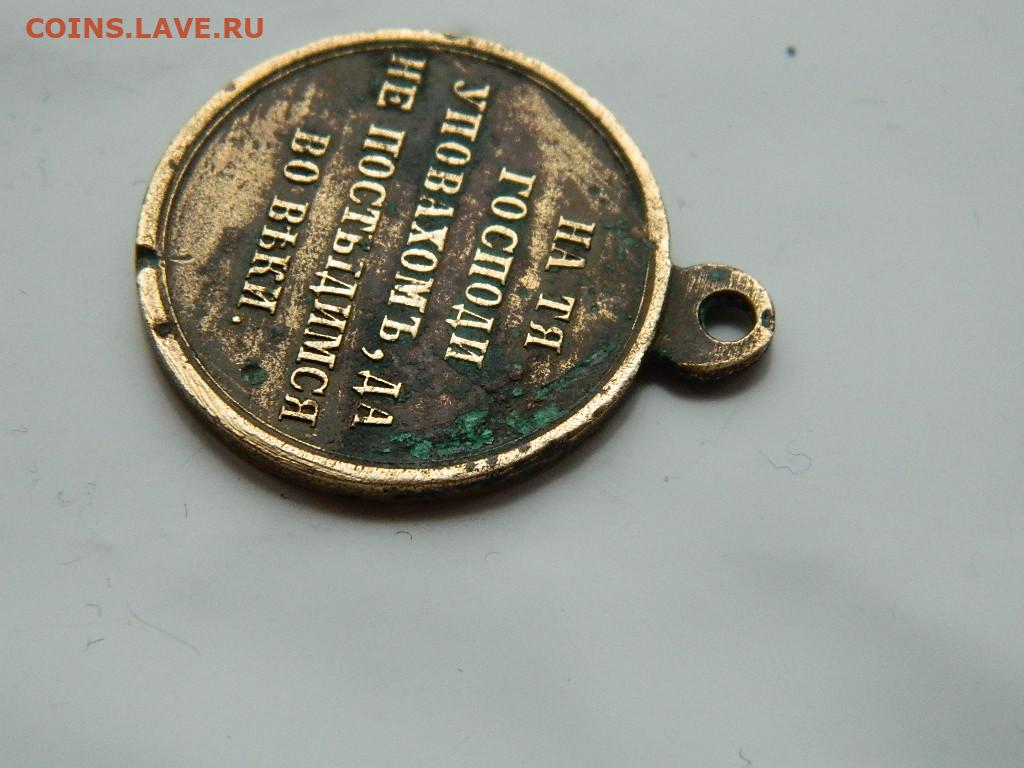 COINS.LAVE.RU
НА ТЯ
ГОСПОДИ
УПОВАХОМЪ, ДА
НЕ ПОСТЫДИМСЯ
ВО ВѢКИ.